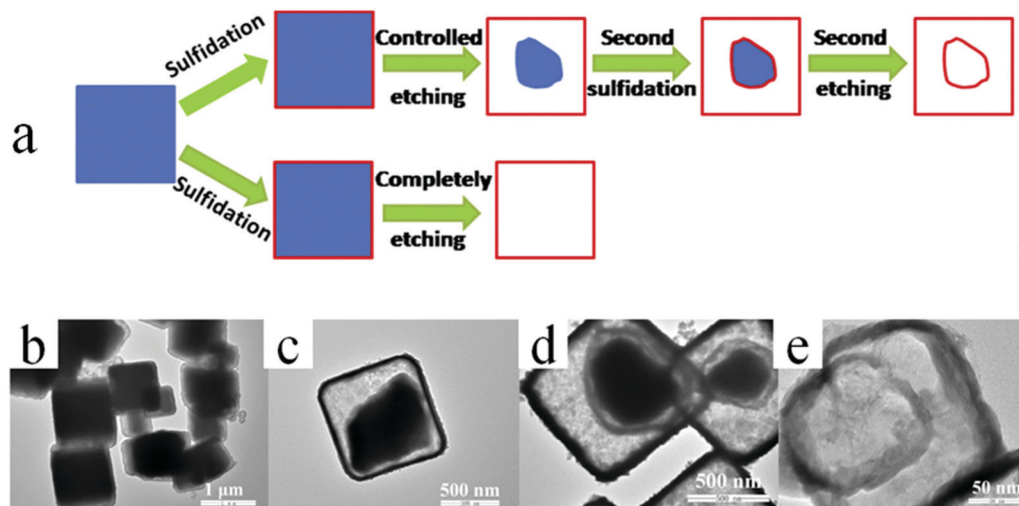 a
Sulfidation
Controlled
etching
Second
sulfidation
Second
etching
Sulfidation
Completely
etching
b
1 µm
c
500 nm
d
500 nm
e
50 nm